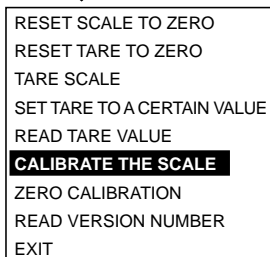 RESET SCALE TO ZERO
RESET TARE TO ZERO
TARE SCALE
SET TARE TO A CERTAIN VALUE
READ TARE VALUE
CALIBRATE THE SCALE
ZERO CALIBRATION
READ VERSION NUMBER
EXIT